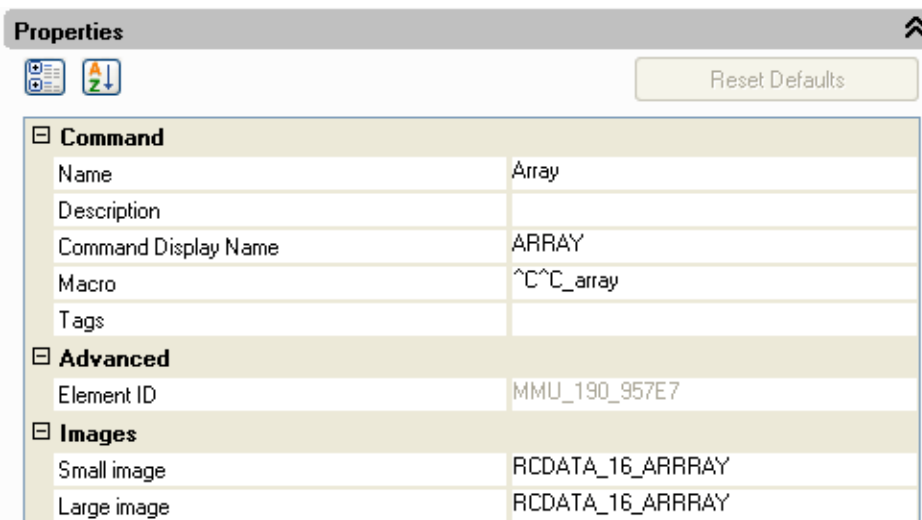 Properties
Reset Defaults
Command
Name Array
Description
Command Display Name ARRAY
Macro ^C^C_array
Tags
Advanced
Element ID MMU_190_957E7
Images
Small image RCDATA_16_ARRRAY
Large image RCDATA_16_ARRRAY